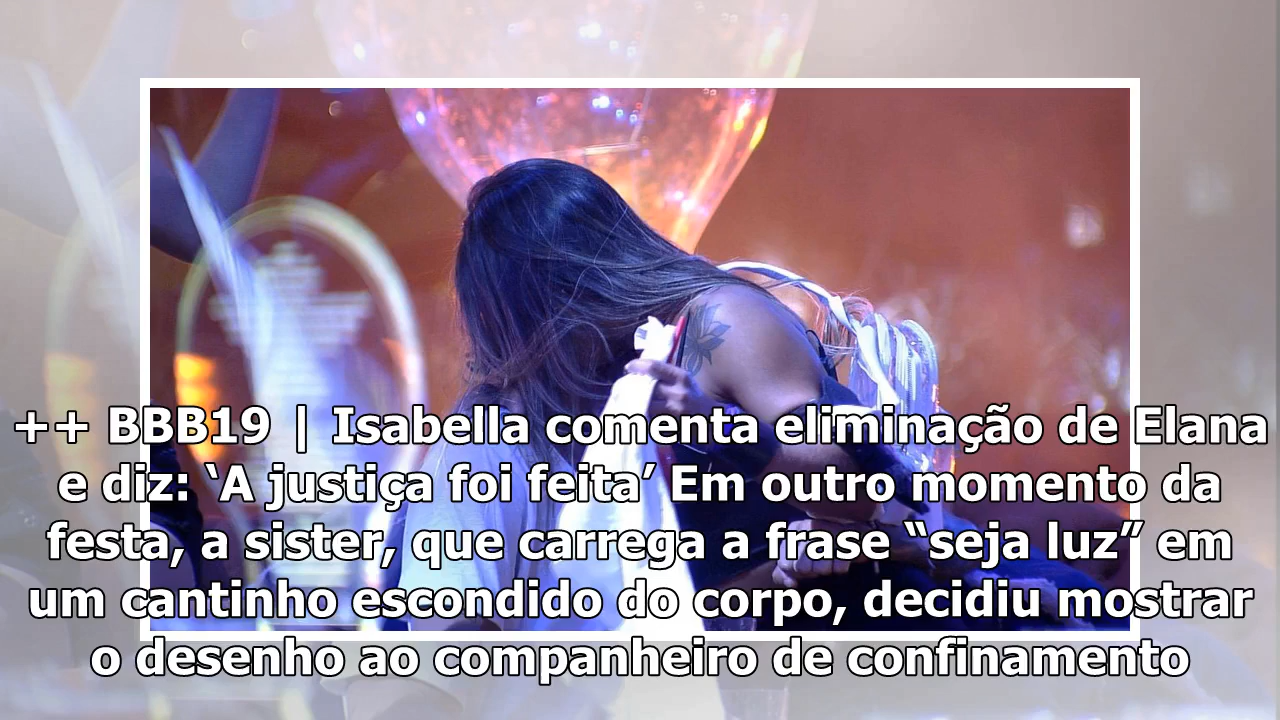 ++ BBB19 | Isabella comenta eliminação de Elana
e diz: ‘A justiça foi feita’ Em outro momento da
festa, a sister, que carrega a frase “seja luz” em
um cantinho escondido do corpo, decidiu mostrar
o desenho ao companheiro de confinamento